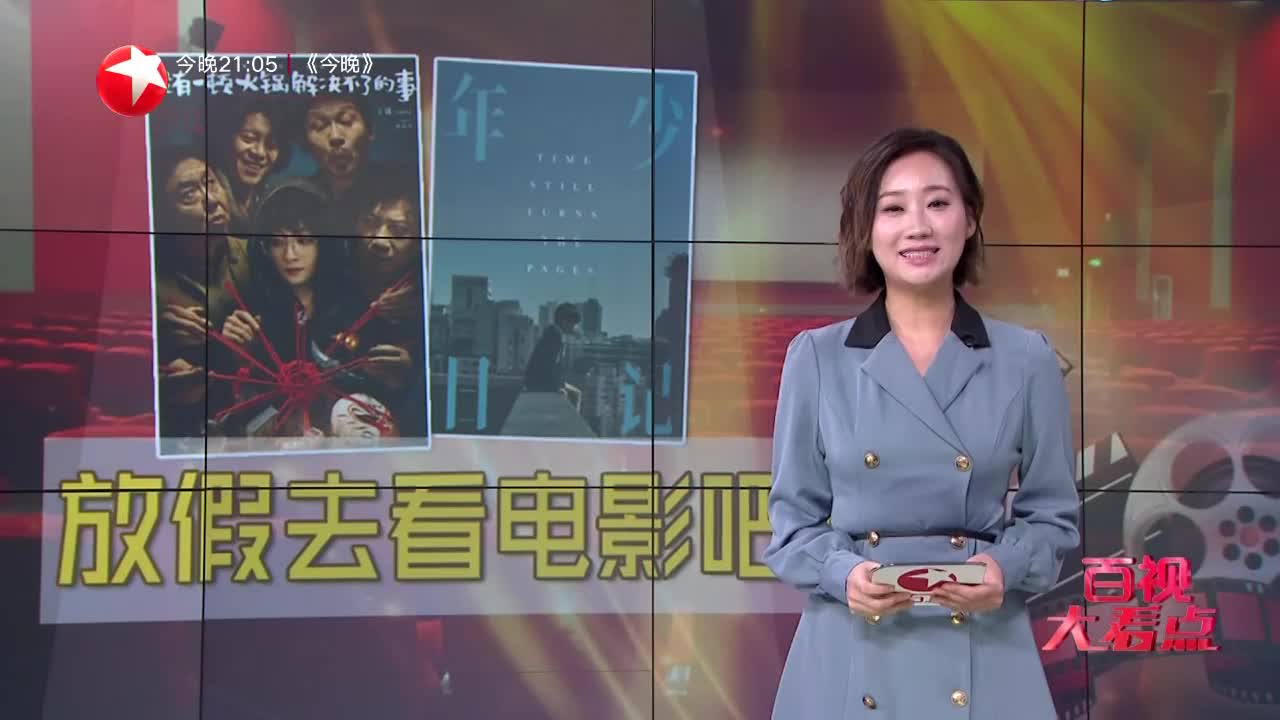 今晚21:05 《今晚》
有一顿火锅解决不了的事
年少
日记
TIME
STILL
TURNS
THE
PAGES
放假去看电影吧
百视
大看点